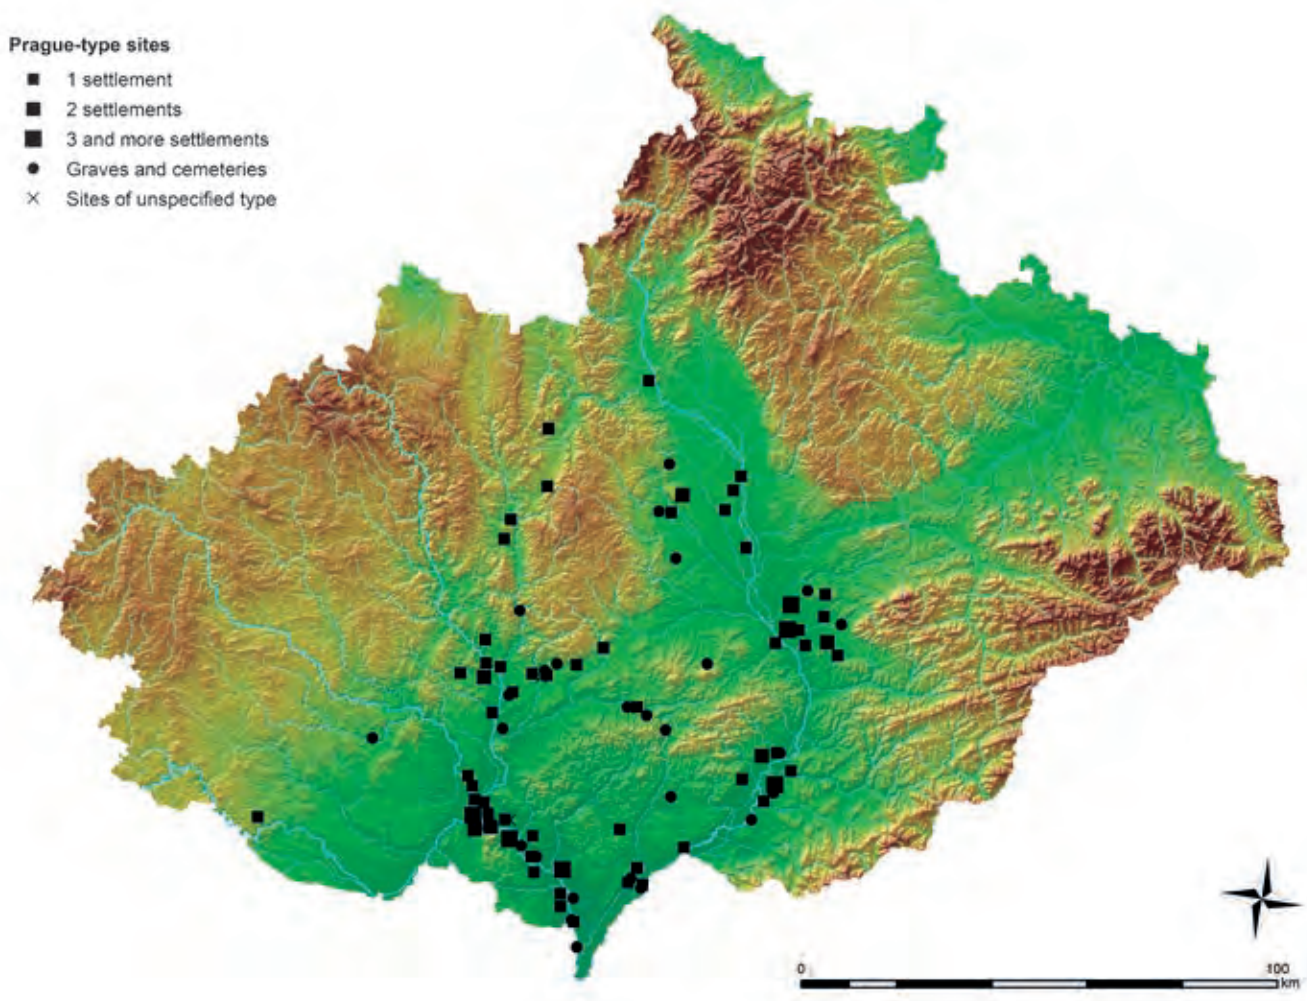 Prague-type sites
1 settlement
2 settlements
3 and more settlements
Graves and cemeteries
Sites of unspecified type
0 100
km